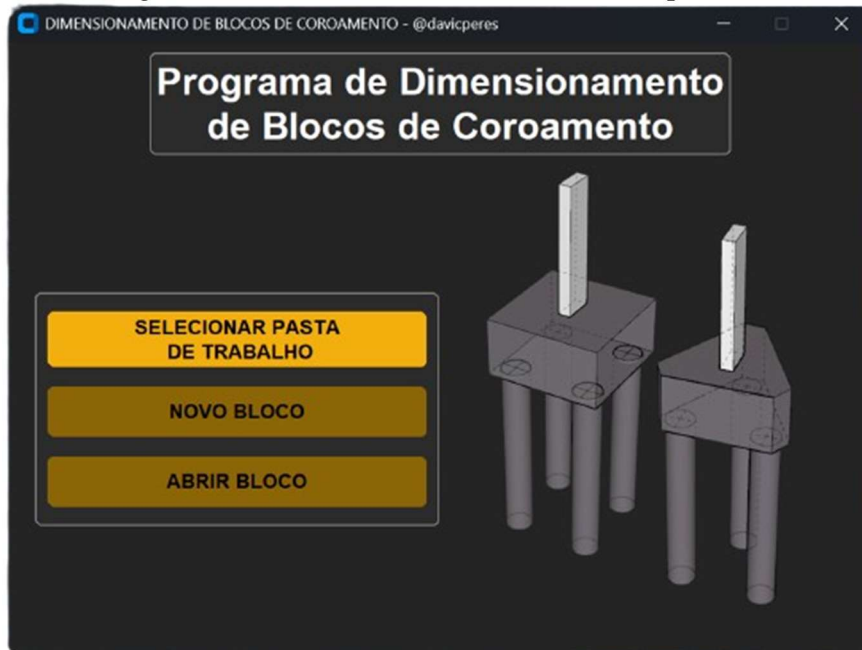 DIMENSIONAMENTO DE BLOCOS DE COROAMENTO - @davicperes
Programa de Dimensionamento
de Blocos de Coroamento
SELECIONAR PASTA
DE TRABALHO
NOVO BLOCO
ABRIR BLOCO